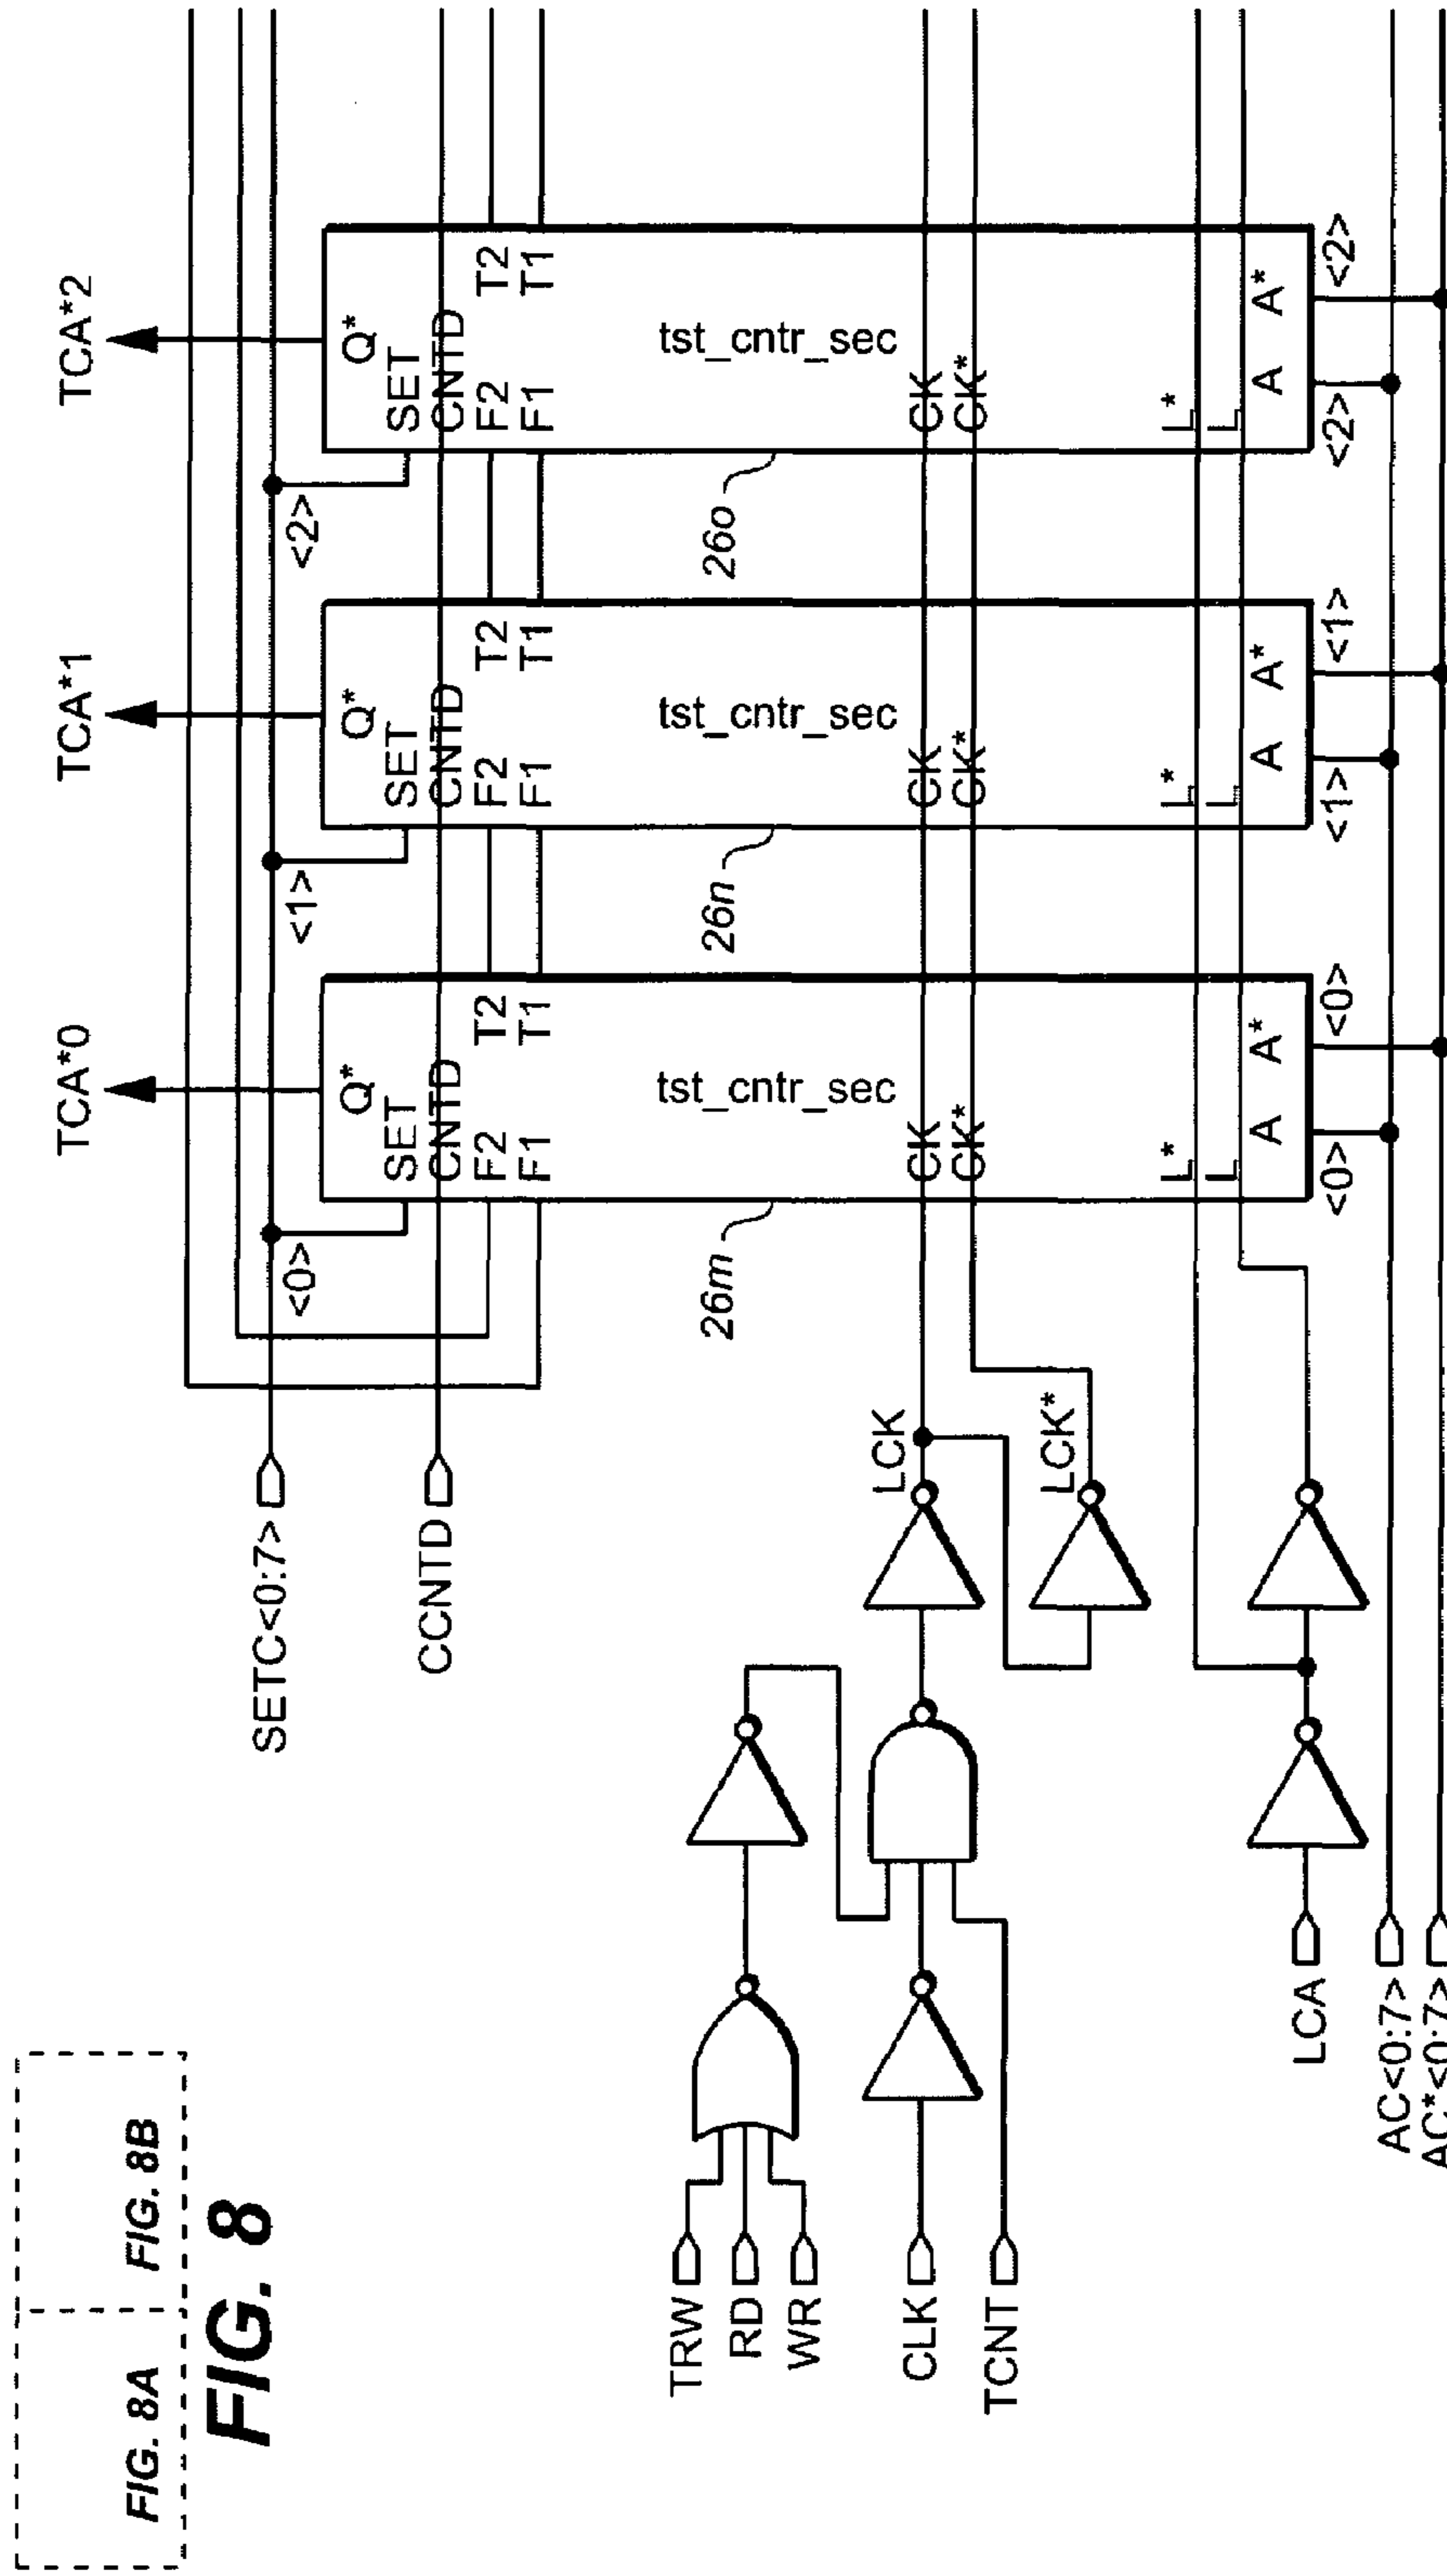 FIG. 8A
FIG. 8B
FIG. 8
TCA*0
TCA*1
TCA*2
SETC<0:7>
<0>
<1>
<2>
CCNTD
Q*
SET
CNTD
F2
T2
F1
T1
tst_cntr_sec
CK
CK*
L*
L
A
A*
26m
<0>
<0>
Q*
SET
CNTD
F2
T2
F1
T1
tst_cntr_sec
CK
CK*
L*
L
A
A*
26n
<1>
<1>
Q*
SET
CNTD
F2
T2
F1
T1
tst_cntr_sec
CK
CK*
L*
L
A
A*
26o
<2>
<2>
TRW
RD
WR
CLK
TCNT
LCK
LCK*
LCA
AC<0:7>
AC*<0:7>